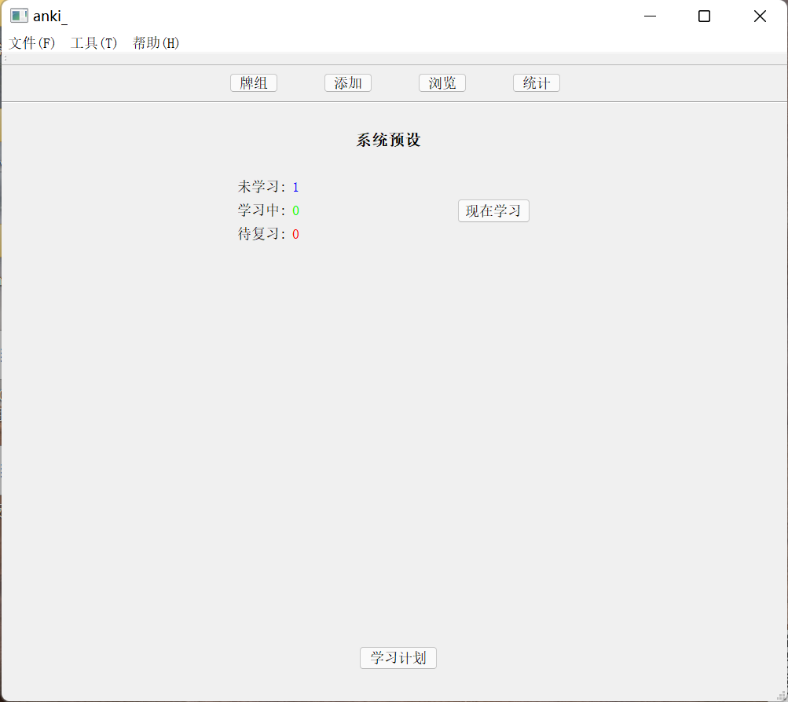 anki_
文件(F) 工具(T) 帮助(H)
牌组 添加 浏览 统计
系统预设
未学习: 1
学习中: 0
现在学习
待复习: 0
学习计划